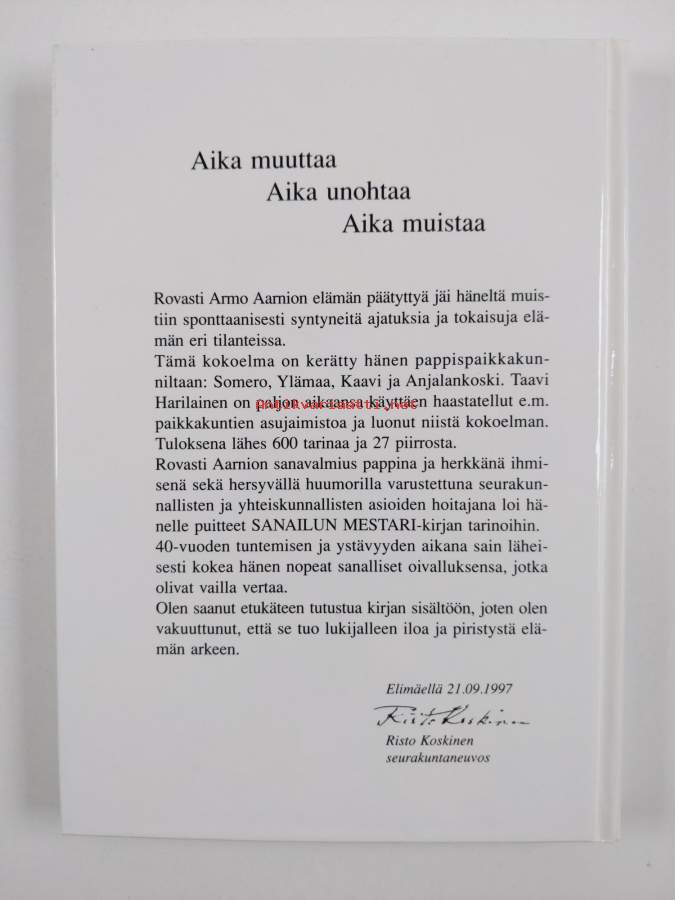 Aika muuttaa
Aika unohtaa
Aika muistaa
Rovasti Armo Aarnion elämän päätyttyä jäi häneltä muis-
tiin sponttaanisesti syntyneitä ajatuksia ja tokaisuja elä-
män eri tilanteissa.
Tämä kokoelma on kerätty hänen pappispaikkakun-
niltaan: Somero, Ylämaa, Kaavi ja Anjalankoski. Taavi
Harilainen on paljon aikaansa käyttäen haastatellut e.m.
Antikvariaatti.net
paikkakuntien asujaimistoa ja luonut niistä kokoelman.
Tuloksena lähes 600 tarinaa ja 27 piirrosta.
Rovasti Aarnion sanavalmius pappina ja herkkänä ihmi-
senä sekä hersyvällä huumorilla varustettuna seurakun-
nallisten ja yhteiskunnallisten asioiden hoitajana loi hä-
nelle puitteet SANAILUN MESTARI-kirjan tarinoihin.
40-vuoden tuntemisen ja ystävyyden aikana sain lähei-
sesti kokea hänen nopeat sanalliset oivalluksensa, jotka
olivat vailla vertaa.
Olen saanut etukäteen tutustua kirjan sisältöön, joten olen
vakuuttunut, että se tuo lukijalleen iloa ja piristystä elä-
män arkeen.
Elimäellä 21.09.1997
Risto Koskinen
Risto Koskinen
seurakuntaneuvos